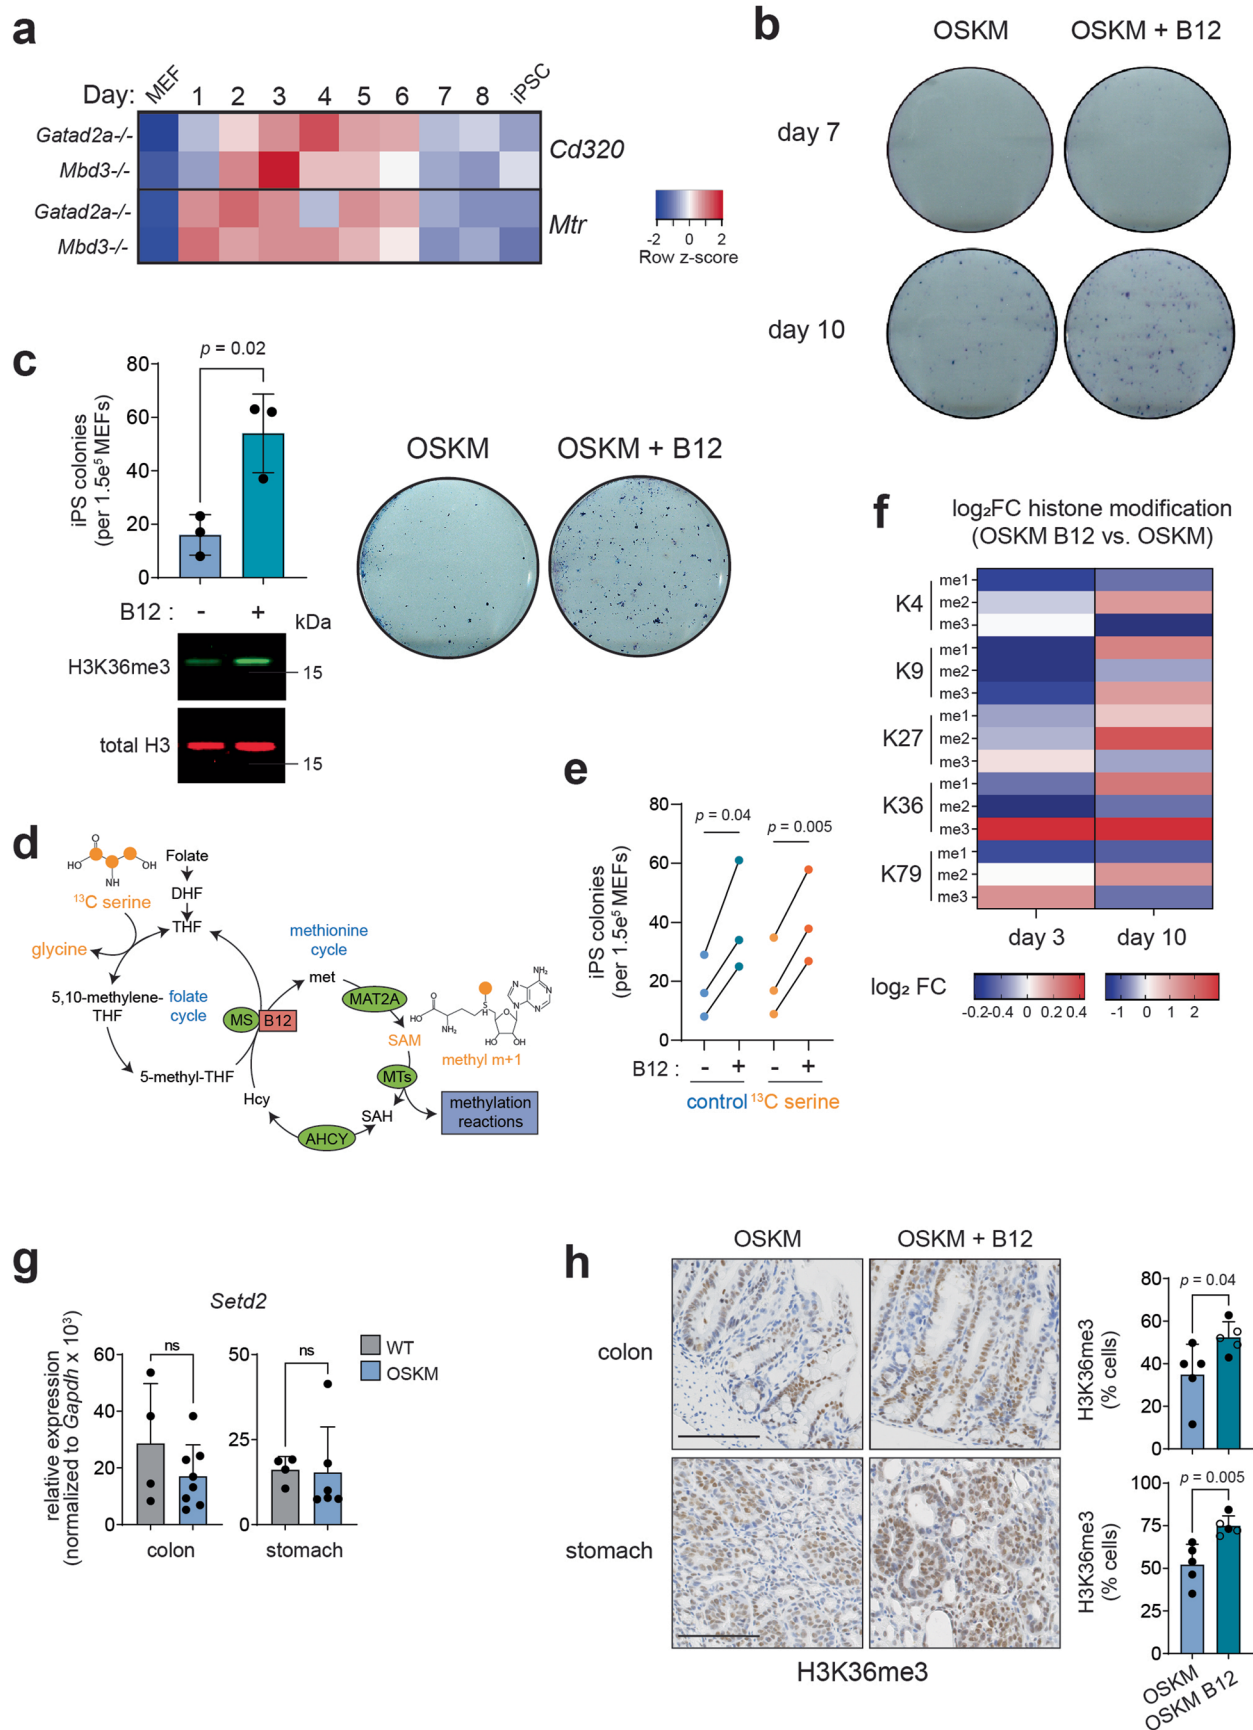 a
Day: MEF 1 2 3 4 5 6 7 8 iPSC
Gatad2a-/-
Mbd3-/-
Cd320
Gatad2a-/-
Mbd3-/-
Mtr
-2 0 2
Row z-score
b
OSKM OSKM + B12
day 7
day 10
c
p = 0.02
80
60
40
20
0
iPS colonies
(per 1.5e⁵ MEFs)
B12 : - +
kDa
H3K36me3
15
total H3
15
OSKM OSKM + B12
d
O
HO
OH
NH
¹³C serine
Folate
DHF
THF
glycine
5,10-methylene-
THF
folate
cycle
5-methyl-THF
MS B12
methionine
cycle
met
MAT2A
SAM
O
HO
NH₂
S
H
O
HO OH
N
N
N
N
NH₂
methyl m+1
MTs
SAH
methylation
reactions
AHCY
Hcy
e
80
60
40
20
0
iPS colonies
(per 1.5e⁵ MEFs)
p = 0.04
p = 0.005
B12 : - + - +
control ¹³C serine
f
log₂FC histone modification
(OSKM B12 vs. OSKM)
K4
me1
me2
me3
K9
me1
me2
me3
K27
me1
me2
me3
K36
me1
me2
me3
K79
me1
me2
me3
day 3 day 10
log₂ FC
-0.2-0.4 0 0.2 0.4
-1 0 1 2
g
Setd2
WT
OSKM
relative expression
(normalized to Gapdh x 10³)
60
40
20
0
ns
colon
50
25
0
ns
stomach
h
OSKM OSKM + B12
colon
stomach
H3K36me3
p = 0.04
80
60
40
20
0
H3K36me3
(% cells)
p = 0.005
100
75
50
25
0
H3K36me3
(% cells)
OSKM
OSKM B12